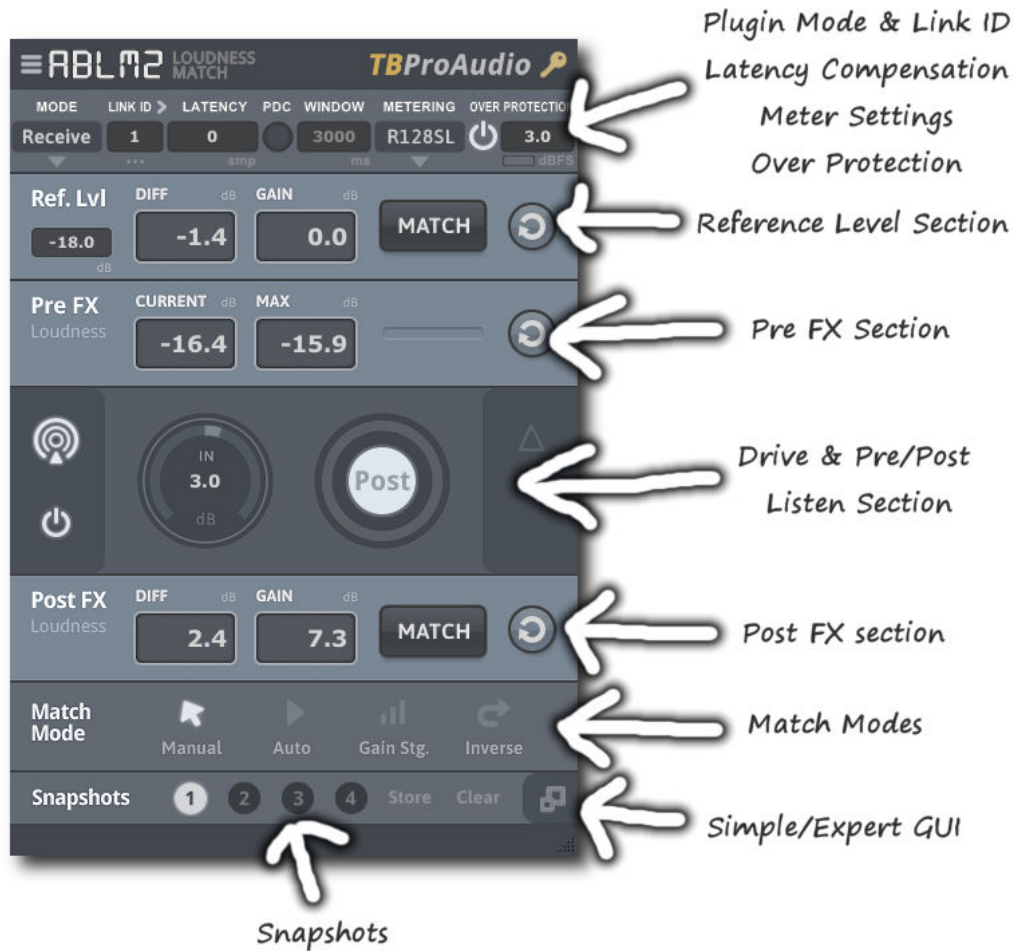 Plugin Mode & Link ID
Latency Compensation
Meter Settings
Over Protection
ABLM2 LOUDNESS MATCH TBProAudio
MODE LINK ID > LATENCY PDC WINDOW METERING OVER PROTECTION
Receive 1 0 3000 R128SL 3.0
... smp ms dBFS
Ref. Lvl DIFF dB GAIN dB
-18.0 -1.4 0.0 MATCH
dB
Reference Level Section
Pre FX CURRENT dB MAX dB
Loudness -16.4 -15.9
Pre FX Section
IN
3.0
dB
Post
Drive & Pre/Post
Listen Section
Post FX DIFF dB GAIN dB
Loudness 2.4 7.3 MATCH
Post FX section
Match
Mode
Manual Auto Gain Stg. Inverse
Match Modes
Snapshots 1 2 3 4 Store Clear
Simple/Expert GUI
Snapshots